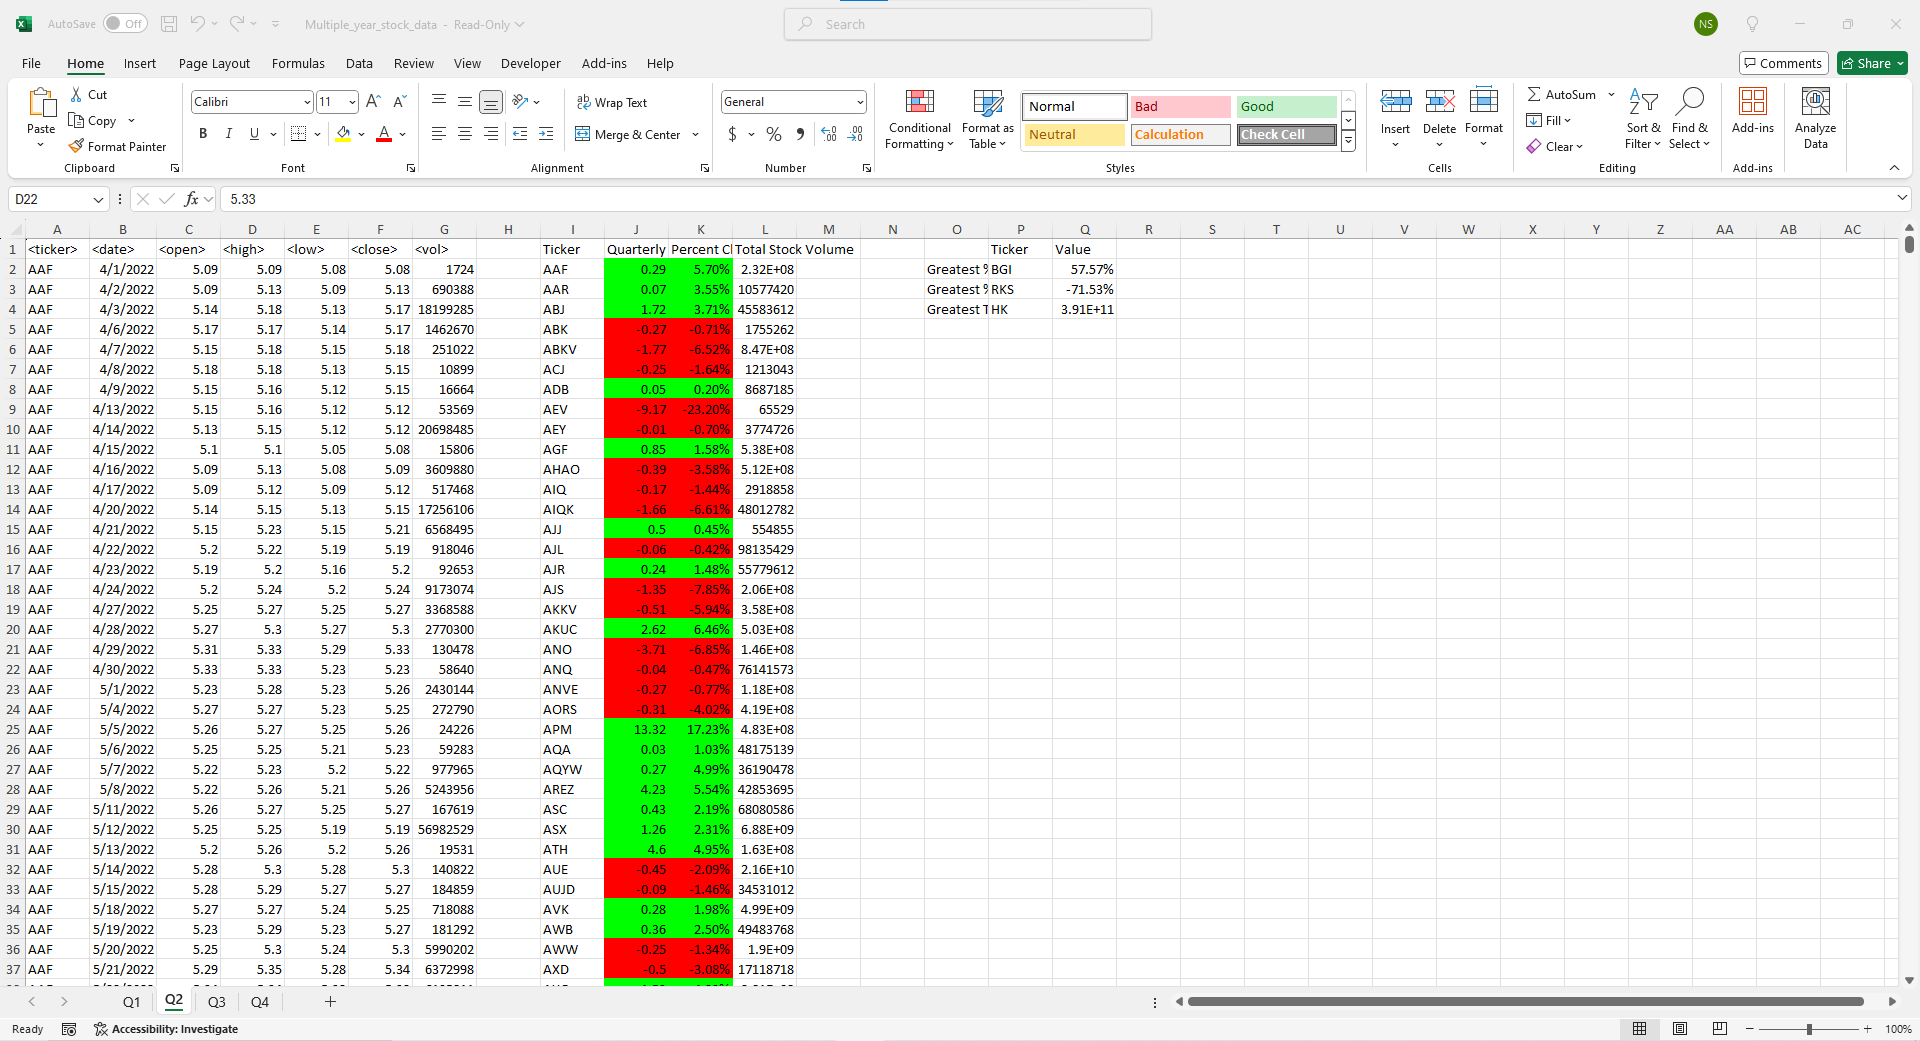 AutoSave Off Multiple_year_stock_data - Read-Only Search NS
File Home Insert Page Layout Formulas Data Review View Developer Add-ins Help Comments Share
Paste Cut Copy Format Painter Clipboard
Calibri 11 B I U A Font
Wrap Text Merge & Center Alignment
General $ % Number
Conditional Formatting Format as Table Normal Bad Good Neutral Calculation Check Cell Styles
Insert Delete Format Cells
AutoSum Fill Clear Sort & Filter Find & Select Editing
Add-ins Add-ins
Analyze Data
D22 fx 5.33
A B C D E F G H I J K L M N O P Q R S T U V W X Y Z AA AB AC
1 <ticker> <date> <open> <high> <low> <close> <vol> Ticker Quarterly Percent Total Stock Volume Ticker Value
2 AAF 4/1/2022 5.09 5.09 5.08 5.08 1724 AAF 0.29 5.70% 2.32E+08 Greatest % BGI 57.57%
3 AAF 4/2/2022 5.09 5.13 5.09 5.13 690388 AAR 0.07 3.55% 10577420 Greatest % RKS -71.53%
4 AAF 4/3/2022 5.14 5.18 5.13 5.17 18199285 ABJ 1.72 3.71% 45583612 Greatest T HK 3.91E+11
5 AAF 4/6/2022 5.17 5.17 5.14 5.17 1462670 ABK -0.27 -0.71% 1755262
6 AAF 4/7/2022 5.15 5.18 5.15 5.18 251022 ABKV -1.77 -6.52% 8.47E+08
7 AAF 4/8/2022 5.18 5.18 5.13 5.15 10899 ACJ -0.25 -1.64% 1213043
8 AAF 4/9/2022 5.15 5.16 5.12 5.15 16664 ADB 0.05 0.20% 8687185
9 AAF 4/13/2022 5.15 5.16 5.12 5.12 53569 AEV -9.17 -23.20% 65529
10 AAF 4/14/2022 5.13 5.15 5.12 5.12 20698485 AEY -0.01 -0.70% 3774726
11 AAF 4/15/2022 5.1 5.1 5.05 5.08 15806 AGF 0.85 1.58% 5.38E+08
12 AAF 4/16/2022 5.09 5.13 5.08 5.09 3609880 AHAO -0.39 -3.58% 5.12E+08
13 AAF 4/17/2022 5.09 5.12 5.09 5.12 517468 AIQ -0.17 -1.44% 2918858
14 AAF 4/20/2022 5.14 5.15 5.13 5.15 17256106 AIQK -1.66 -6.61% 48012782
15 AAF 4/21/2022 5.15 5.23 5.15 5.21 6568495 AJJ 0.5 0.45% 554855
16 AAF 4/22/2022 5.2 5.22 5.19 5.19 918046 AJL -0.06 -0.42% 98135429
17 AAF 4/23/2022 5.19 5.2 5.16 5.2 92653 AJR 0.24 1.48% 55779612
18 AAF 4/24/2022 5.2 5.24 5.2 5.24 9173074 AJS -1.35 -7.85% 2.06E+08
19 AAF 4/27/2022 5.25 5.27 5.25 5.27 3368588 AKKV -0.51 -5.94% 3.58E+08
20 AAF 4/28/2022 5.27 5.3 5.27 5.3 2770300 AKUC 2.62 6.46% 5.03E+08
21 AAF 4/29/2022 5.31 5.33 5.29 5.33 130478 ANO -3.71 -6.85% 1.46E+08
22 AAF 4/30/2022 5.33 5.33 5.23 5.23 58640 ANQ -0.04 -0.47% 76141573
23 AAF 5/1/2022 5.23 5.28 5.23 5.26 2430144 ANVE -0.27 -0.77% 1.18E+08
24 AAF 5/4/2022 5.27 5.27 5.23 5.25 272790 AORS -0.31 -4.02% 4.19E+08
25 AAF 5/5/2022 5.26 5.27 5.25 5.26 24226 APM 13.32 17.23% 4.83E+08
26 AAF 5/6/2022 5.25 5.25 5.21 5.23 59283 AQA 0.03 1.03% 48175139
27 AAF 5/7/2022 5.22 5.23 5.2 5.22 977965 AQYW 0.27 4.99% 36190478
28 AAF 5/8/2022 5.22 5.26 5.21 5.26 5243956 AREZ 4.23 5.54% 42853695
29 AAF 5/11/2022 5.26 5.27 5.25 5.27 167619 ASC 0.43 2.19% 68080586
30 AAF 5/12/2022 5.25 5.25 5.19 5.19 56982529 ASX 1.26 2.31% 6.88E+09
31 AAF 5/13/2022 5.2 5.26 5.2 5.26 19531 ATH 4.6 4.95% 1.63E+08
32 AAF 5/14/2022 5.28 5.3 5.28 5.3 140822 AUE -0.45 -2.09% 2.16E+10
33 AAF 5/15/2022 5.28 5.29 5.27 5.27 184859 AUJD -0.09 -1.46% 34531012
34 AAF 5/18/2022 5.27 5.27 5.24 5.25 718088 AVK 0.28 1.98% 4.99E+09
35 AAF 5/19/2022 5.23 5.29 5.23 5.27 181292 AWB 0.36 2.50% 49483768
36 AAF 5/20/2022 5.25 5.3 5.24 5.3 5990202 AWW -0.25 -1.34% 1.9E+09
37 AAF 5/21/2022 5.29 5.35 5.28 5.34 6372998 AXD -0.5 -3.08% 17118718
Q1 Q2 Q3 Q4
Ready Accessibility: Investigate 100%